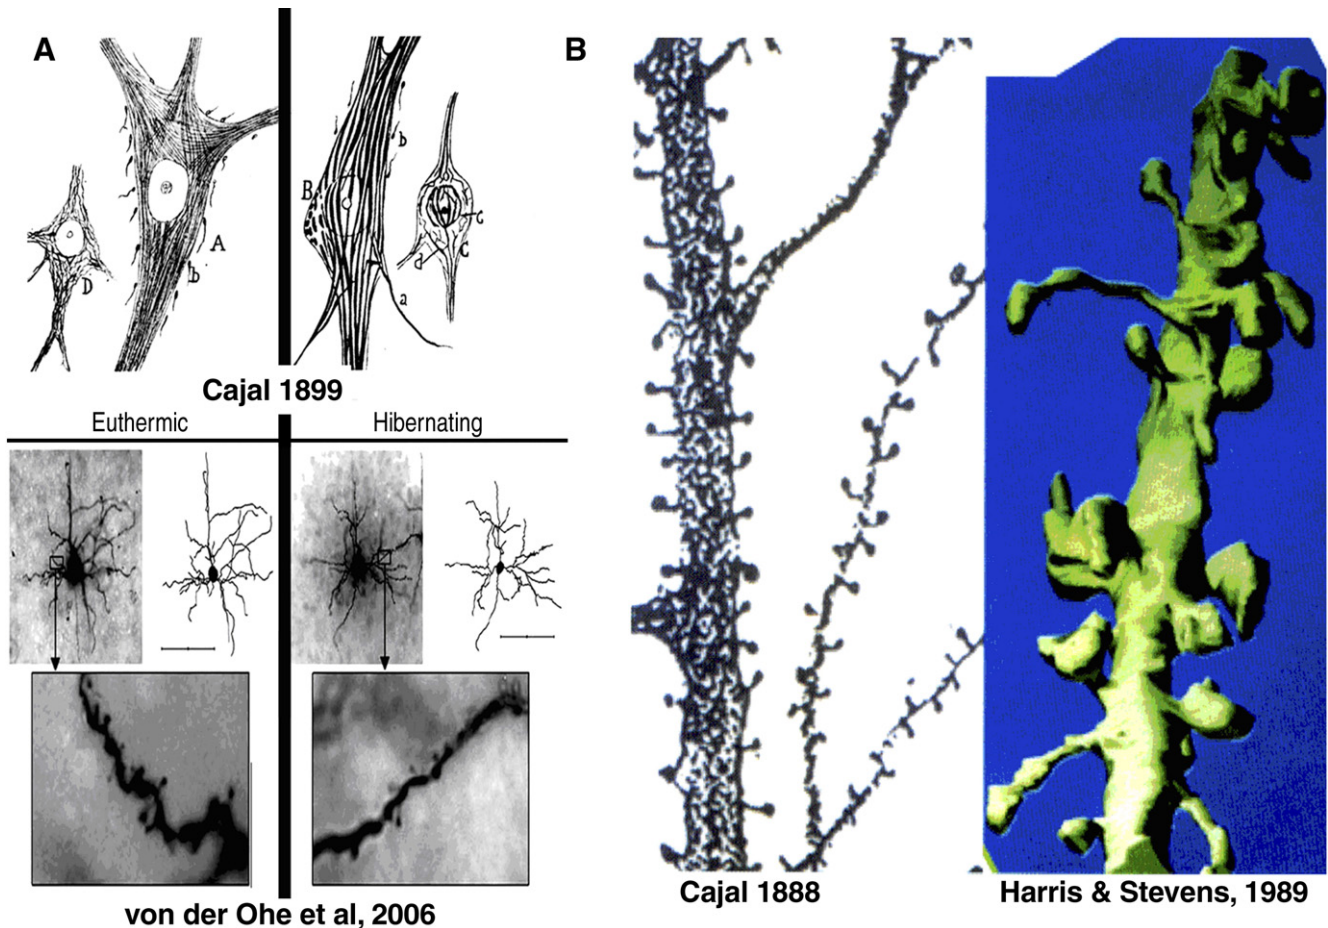 A
B
b
B
c
A
b
D
d
C
a
Cajal 1899
Euthermic
Hibernating
von der Ohe et al, 2006
Cajal 1888
Harris & Stevens, 1989